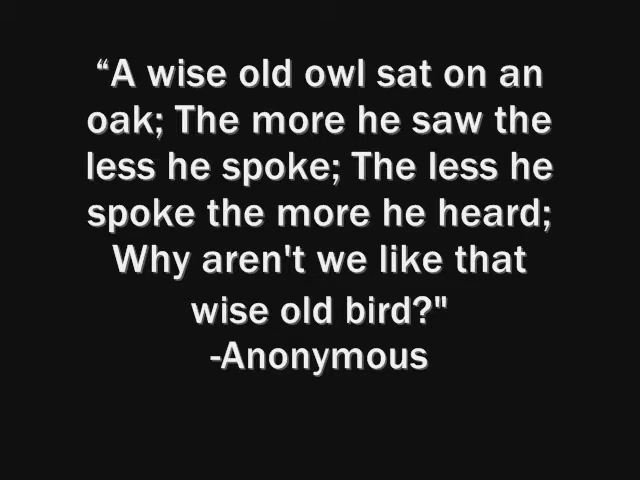 “A wise old owl sat on an
oak; The more he saw the
less he spoke; The less he
spoke the more he heard;
Why aren't we like that
wise old bird?"
-Anonymous